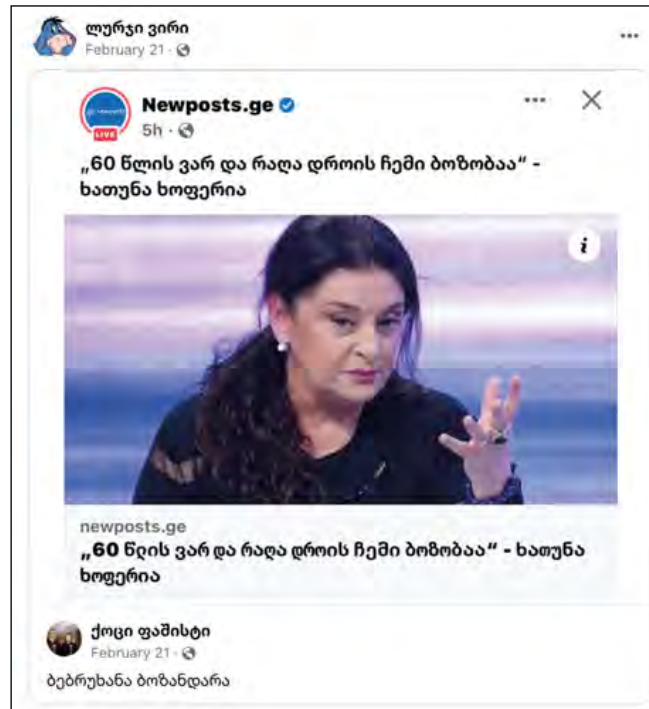 ლურჯი ვირი
February 21 ·
Newposts.ge
LIVE
5h ·
„60 წლის ვარ და რაღა დროის ჩემი ბოზობაა“ -
ხათუნა ხოფერია
i
newposts.ge
„60 წლის ვარ და რაღა დროის ჩემი ბოზობაა“ - ხათუნა
ხოფერია
ქოცი ფაშისტი
February 21 ·
ბებრუხანა ბოზანდარა